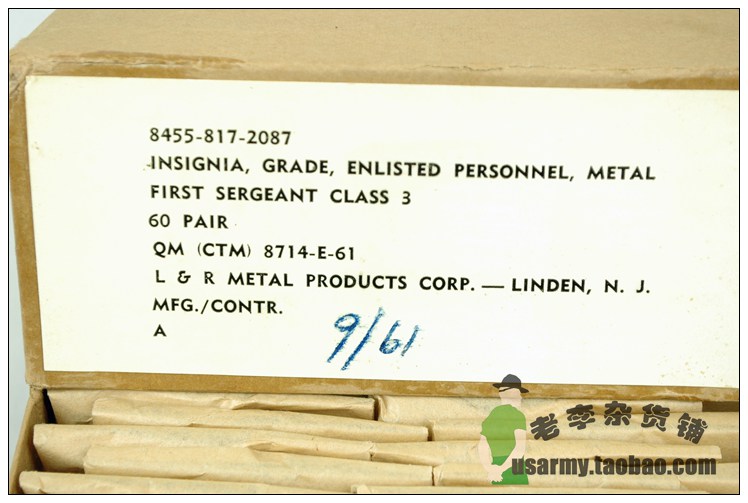 8455-817-2087
INSIGNIA, GRADE, ENLISTED PERSONNEL, METAL
FIRST SERGEANT CLASS 3
60 PAIR
QM (CTM) 8714-E-61
L & R METAL PRODUCTS CORP. — LINDEN, N. J.
MFG./CONTR.
A
9/61
老李杂货铺
usarmy.taobao.com